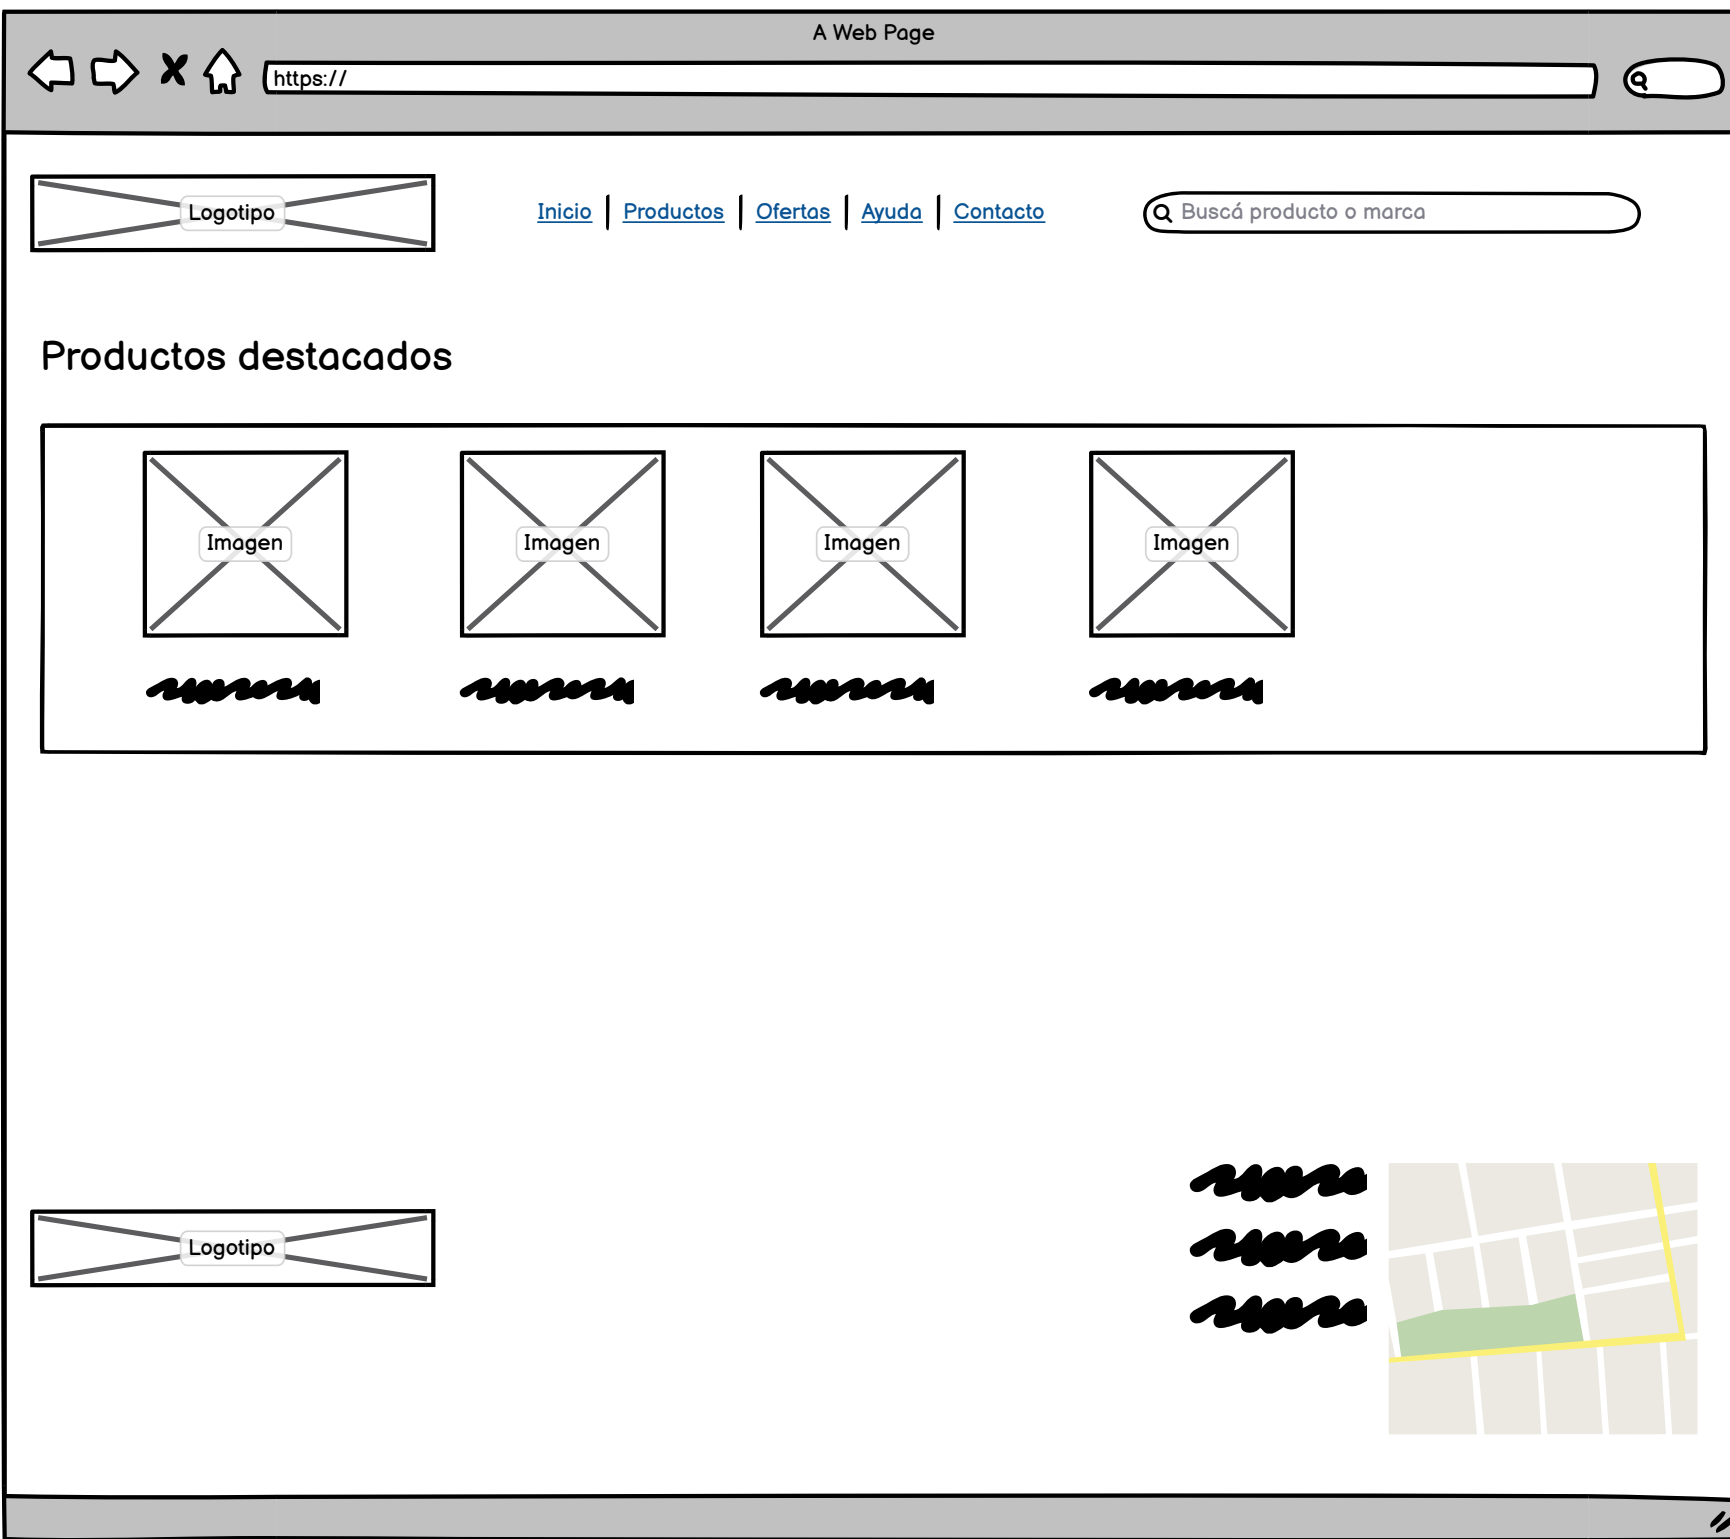 A Web Page
https://
Logotipo
Inicio | Productos | Ofertas | Ayuda | Contacto
Buscá producto o marca
Productos destacados
Imagen
Imagen
Imagen
Imagen
Logotipo